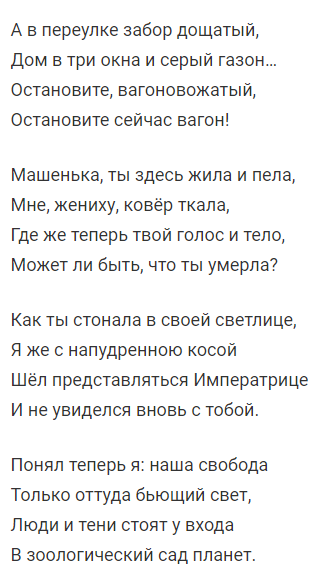 А в переулке забор дощатый,
Дом в три окна и серый газон…
Остановите, вагоновожатый,
Остановите сейчас вагон!

Машенька, ты здесь жила и пела,
Мне, жениху, ковёр ткала,
Где же теперь твой голос и тело,
Может ли быть, что ты умерла?

Как ты стонала в своей светлице,
Я же с напудренною косой
Шёл представляться Императрице
И не увиделся вновь с тобой.

Понял теперь я: наша свобода
Только оттуда бьющий свет,
Люди и тени стоят у входа
В зоологический сад планет.